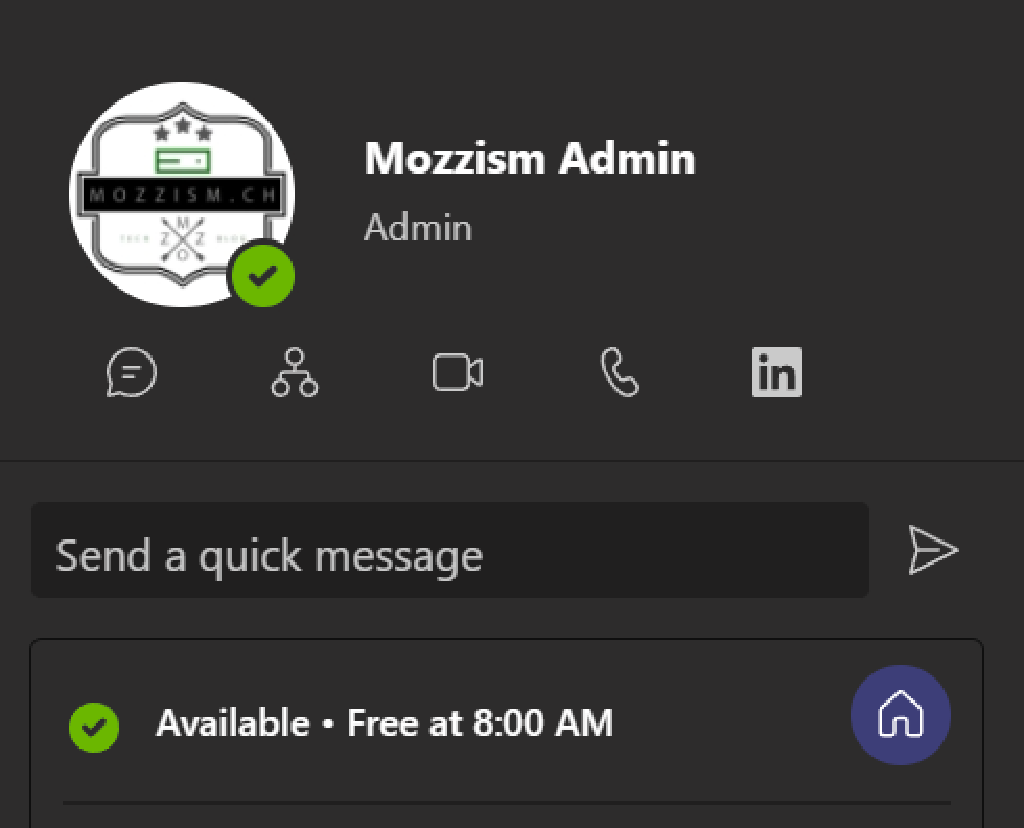 MOZZISM.CH
TECH BLOG
M
Z Z
O
Mozzism Admin
Admin
in
Send a quick message
Available • Free at 8:00 AM